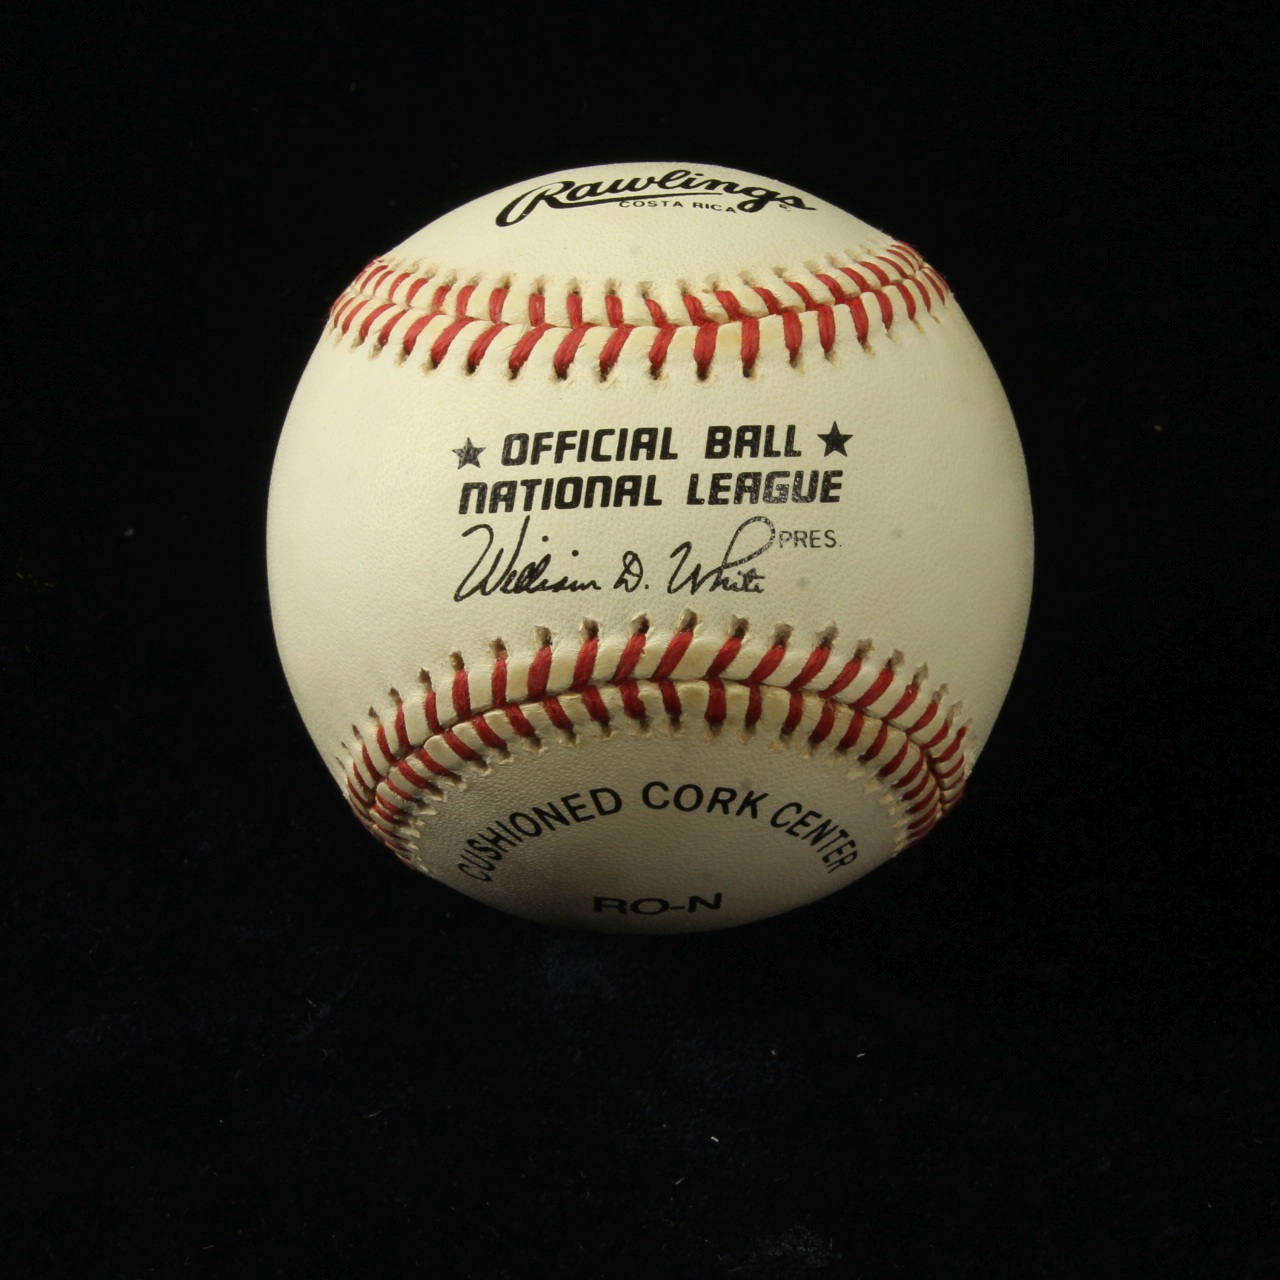 Rawlings
COSTA RICA
★ OFFICIAL BALL ★
NATIONAL LEAGUE
William D. White PRES.
CUSHIONED CORK CENTER
RO-N